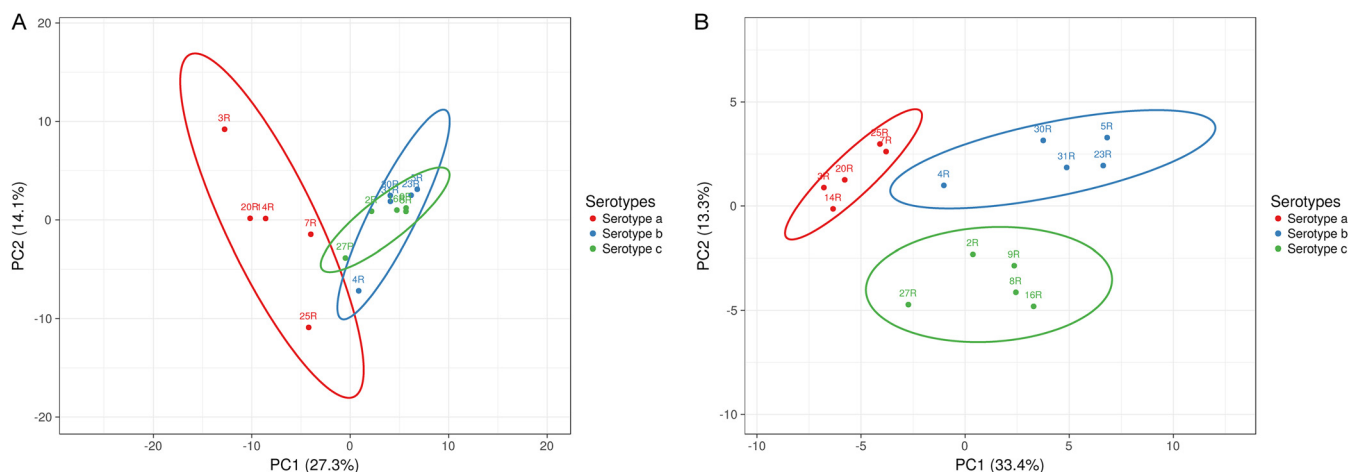 A
PC2 (14.1%)
20
10
0
-10
-20
3R
20R
7R
25R
2R
27R
4R
-20
-10
0
10
20
PC1 (27.3%)
Serotypes
Serotype a
Serotype b
Serotype c
B
PC2 (13.3%)
5
0
-5
-10
25R
7R
20R
14R
30R
5R
31R
23R
4R
2R
9R
8R
16R
27R
-10
-5
0
5
10
PC1 (33.4%)
Serotypes
Serotype a
Serotype b
Serotype c